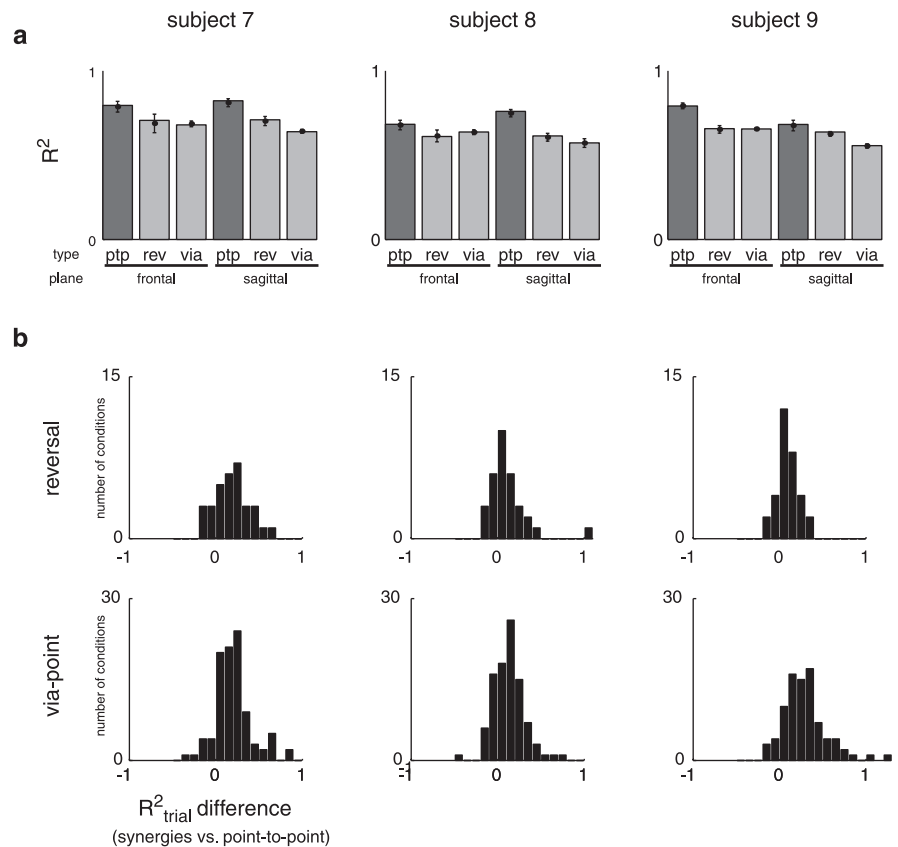 subject 7 subject 8 subject 9
a
1 1 1
R2
0 0 0
type ptp rev via ptp rev via ptp rev via ptp rev via ptp rev via ptp rev via
plane frontal sagittal frontal sagittal frontal sagittal
b
15 15 15
reversal
number of conditions
0 0 0
-1 0 1 -1 0 1 -1 0 1
30 30 30
via-point
number of conditions
0 0 0
-1 0 1 -1 0 1 -1 0 1
R2trial difference
(synergies vs. point-to-point)